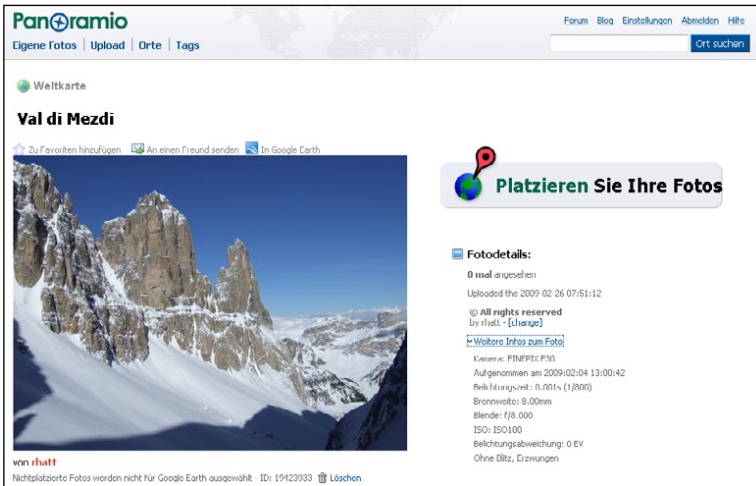 Panoramio
Forum Blog Einstellungen Abmelden Hilfe
Eigene Fotos | Upload | Orte | Tags
Ort suchen
Weltkarte
Val di Mezdi
Zu Favoriten hinzufügen An einen Freund senden In Google Earth
Platzieren Sie Ihre Fotos
Fotodetails:
0 mal angesehen
Uploaded the 2009-02-26 07:51:12
© All rights reserved
by rhatt - [change]
Weitere Infos zum Foto
Kamera: FINEPIX F30
Aufgenommen am 2009:02:04 13:00:42
Belichtungszeit: 0.001s (1/800)
Brennweite: 8.00mm
Blende: f/8.000
ISO: ISO100
Belichtungsabweichung: 0 EV
Ohne Blitz, Erzwungen
von rhatt
Nichtplatzierte Fotos werden nicht für Google Earth ausgewählt - ID: 19423933 Löschen